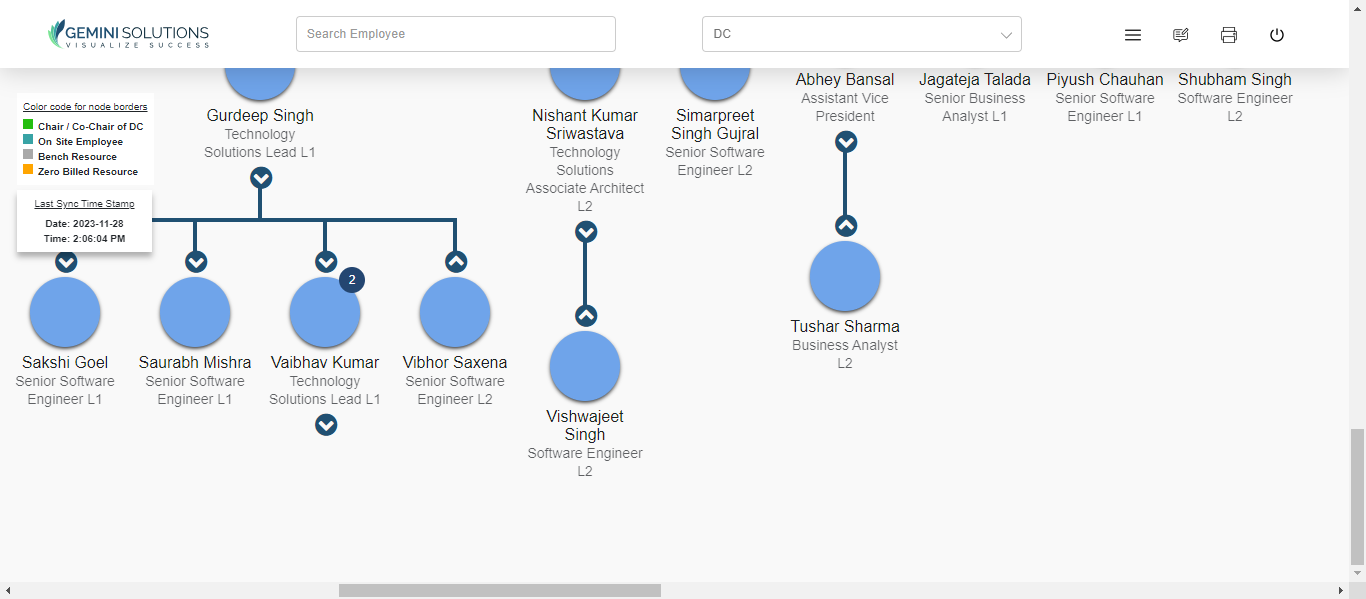 GEMINI SOLUTIONS
VISUALIZE SUCCESS
Search Employee
DC
Color code for node borders
Chair / Co-Chair of DC
On Site Employee
Bench Resource
Zero Billed Resource
Last Sync Time Stamp
Date: 2023-11-28
Time: 2:06:04 PM
Gurdeep Singh
Technology
Solutions Lead L1
Nishant Kumar
Sriwastava
Technology
Solutions
Associate Architect
L2
Simarpreet
Singh Gujral
Senior Software
Engineer L2
Abhey Bansal
Assistant Vice
President
Jagateja Talada
Senior Business
Analyst L1
Piyush Chauhan
Senior Software
Engineer L1
Shubham Singh
Software Engineer
L2
Sakshi Goel
Senior Software
Engineer L1
Saurabh Mishra
Senior Software
Engineer L1
2
Vaibhav Kumar
Technology
Solutions Lead L1
Vibhor Saxena
Senior Software
Engineer L2
Vishwajeet
Singh
Software Engineer
L2
Tushar Sharma
Business Analyst
L2